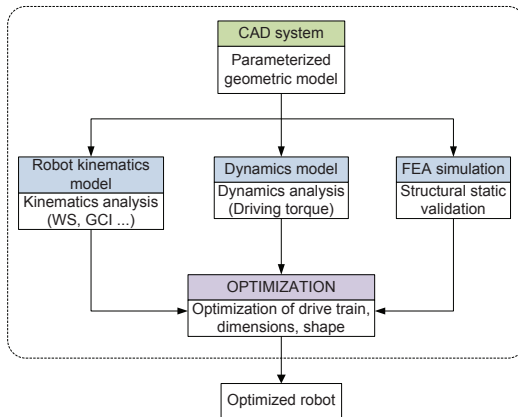 CAD system
Parameterized
geometric model
Robot kinematics
model
Kinematics analysis
(WS, GCI ...)
Dynamics model
Dynamics analysis
(Driving torque)
FEA simulation
Structural static
validation
OPTIMIZATION
Optimization of drive train,
dimensions, shape
Optimized robot